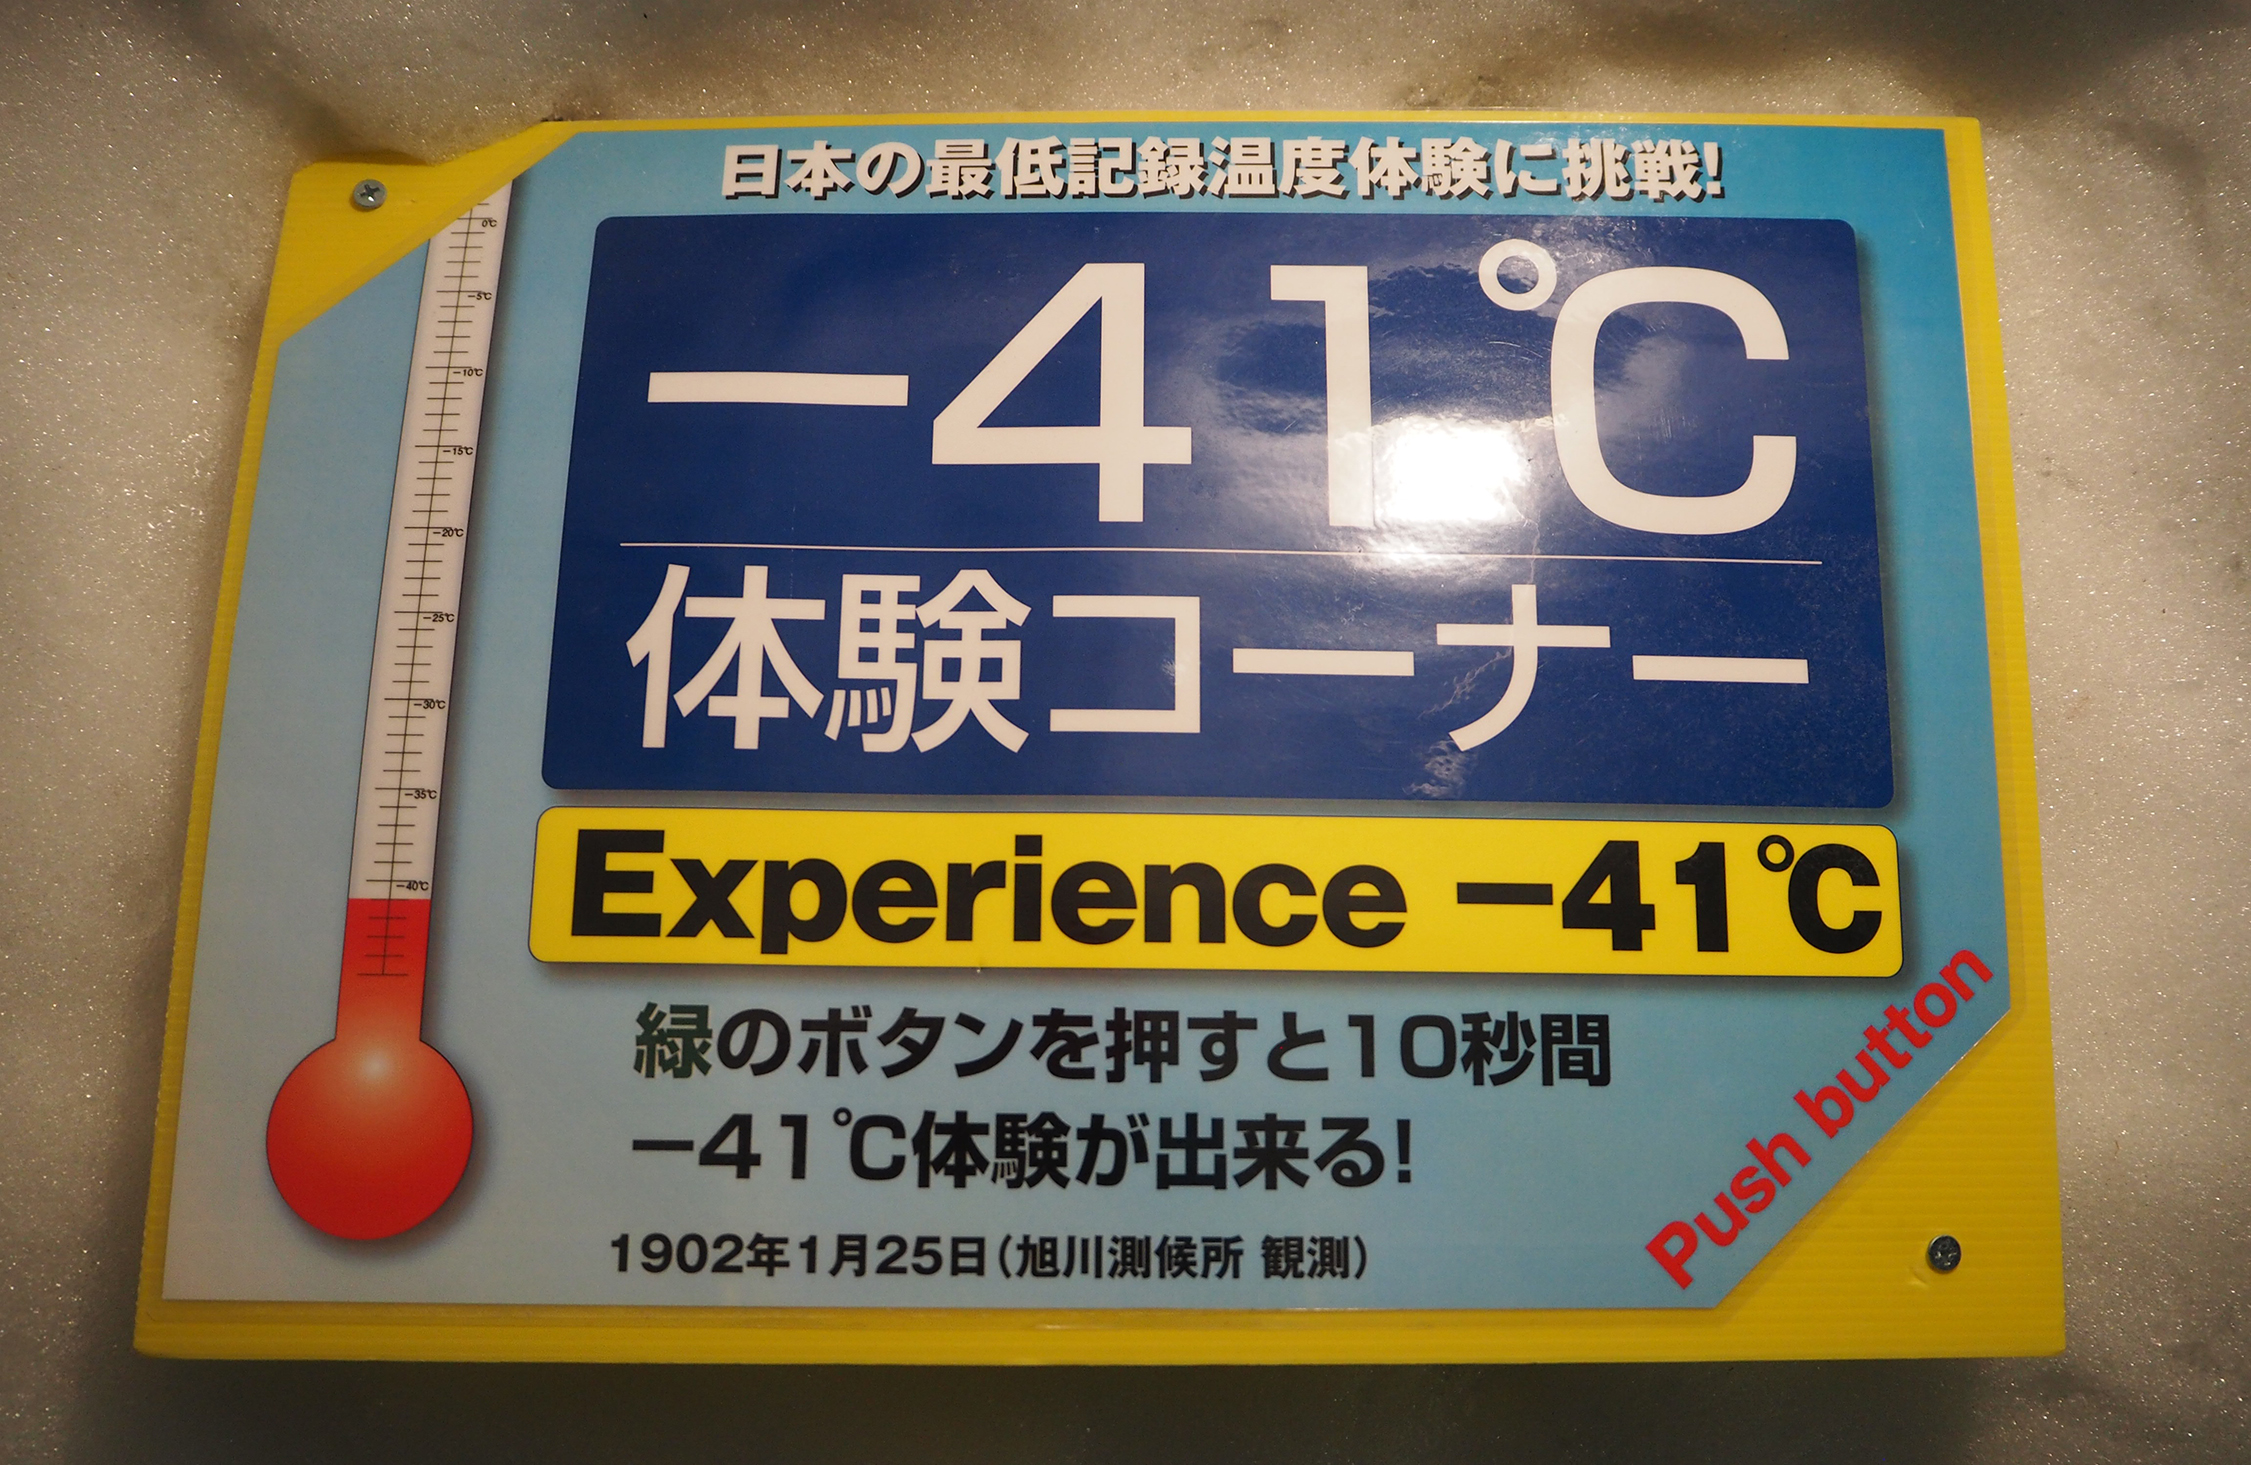 日本の最低記録温度体験に挑戦!
－41℃
体験コーナー
Experience －41℃
緑のボタンを押すと10秒間
－41℃体験が出来る!
1902年1月25日(旭川測候所 観測)
Push button
0℃
－5℃
－10℃
－15℃
－20℃
－25℃
－30℃
－35℃
－40℃